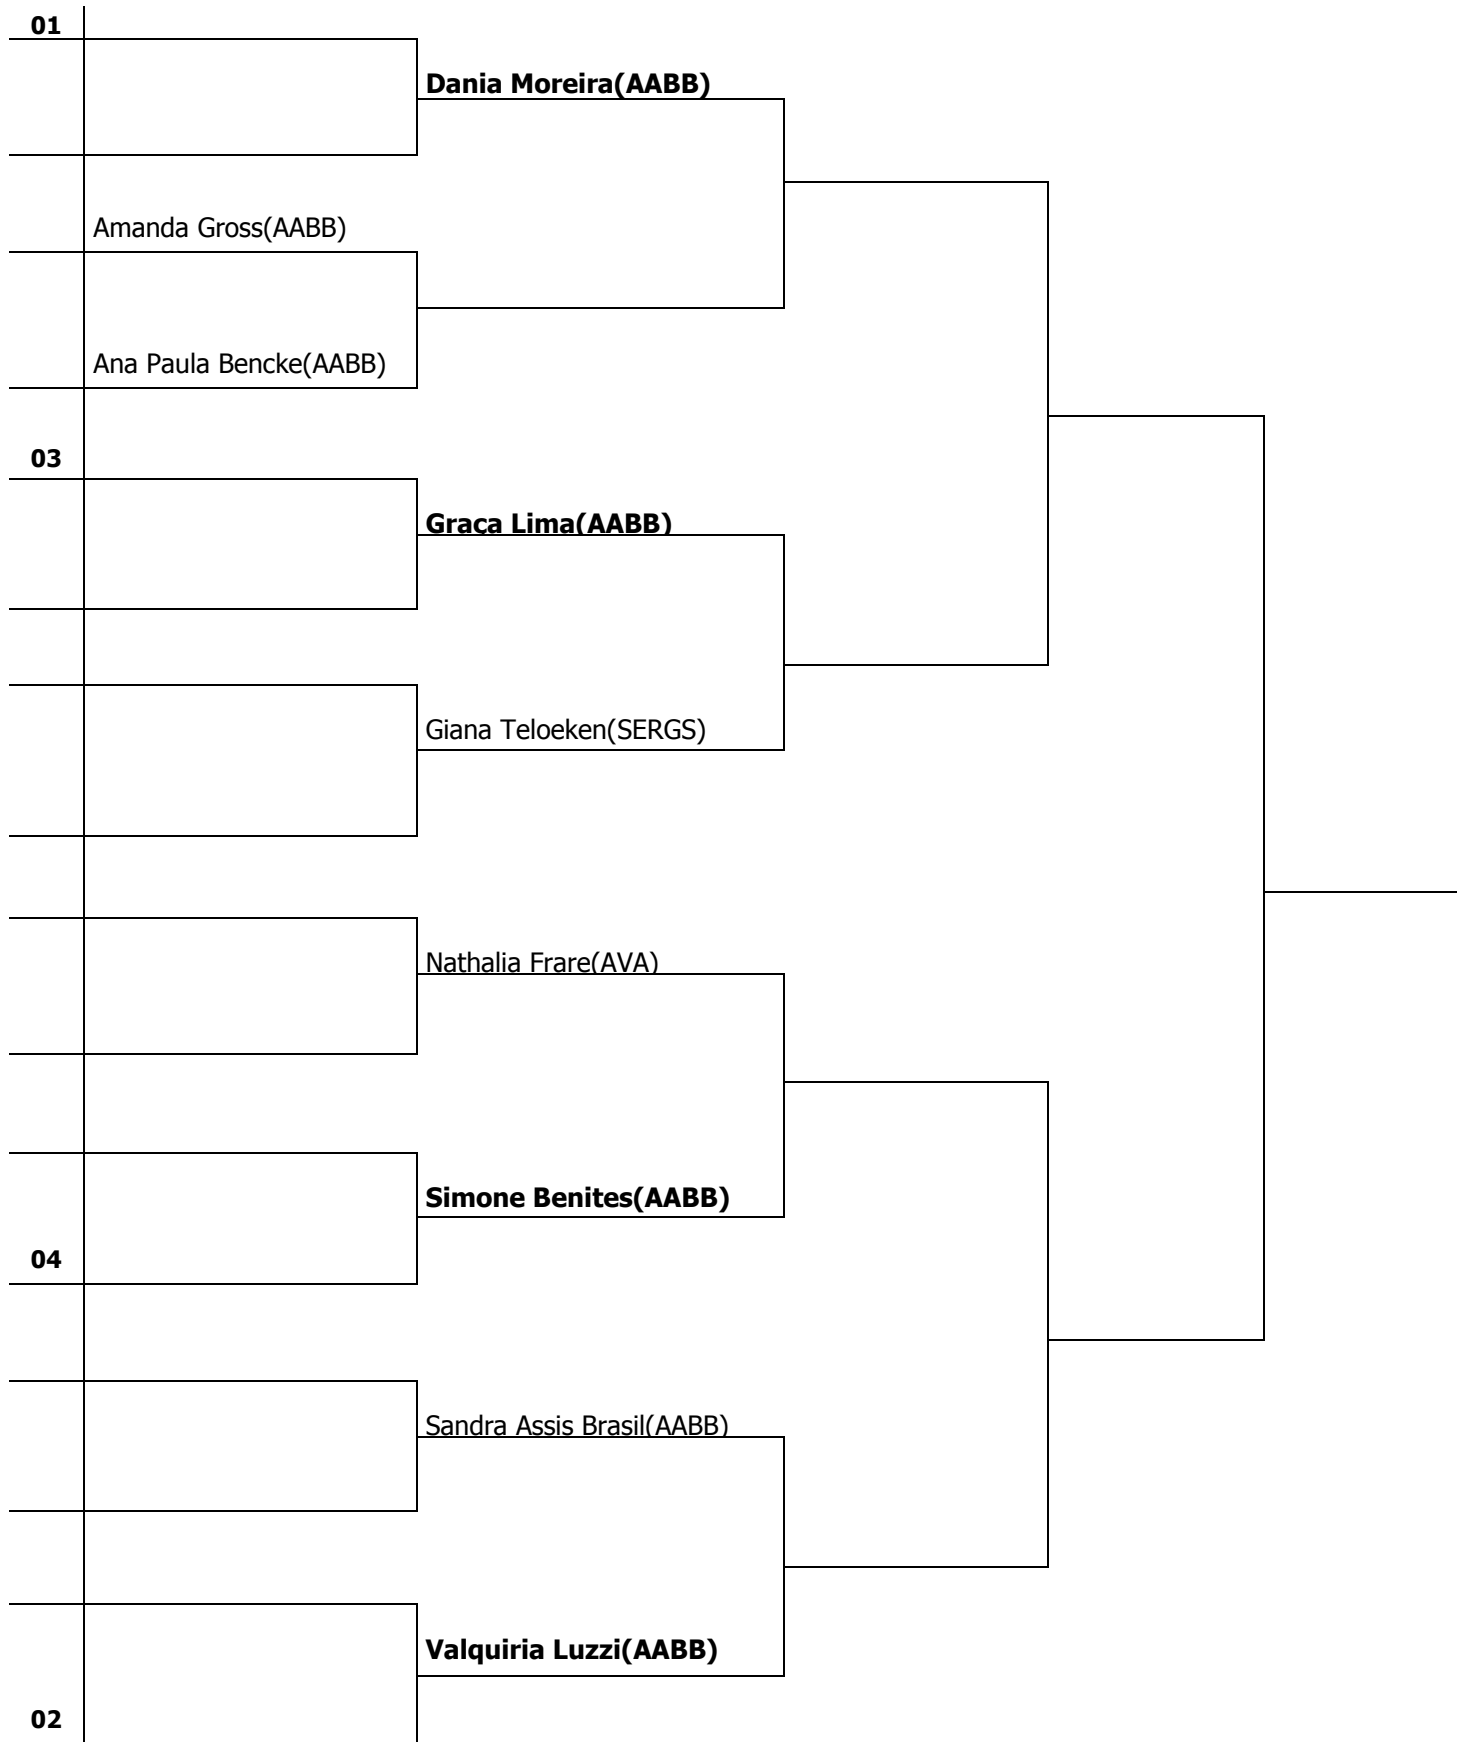 01
Dania Moreira(AABB)
Amanda Gross(AABB)
Ana Paula Bencke(AABB)
03
Graça Lima(AABB)
Giana Teloeken(SERGS)
Nathalia Frare(AVA)
Simone Benites(AABB)
04
Sandra Assis Brasil(AABB)
Valquiria Luzzi(AABB)
02